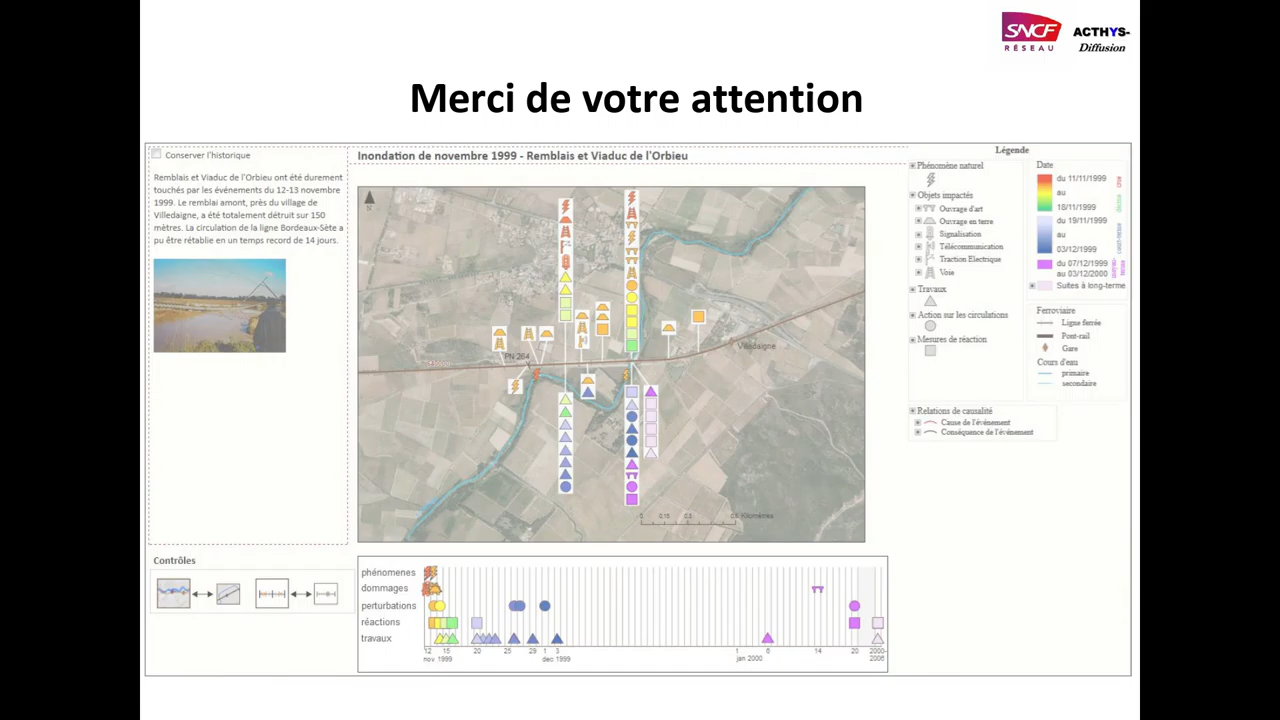 SNCF
RÉSEAU
ACTHYS-
Diffusion
Merci de votre attention
Conserver l'historique
Remblais et Viaduc de l'Orbieu ont été durement
touchés par les événements du 12-13 novembre
1999. Le remblai amont, près du village de
Villedaigne, a été totalement détruit sur 150
mètres. La circulation de la ligne Bordeaux-Sète a
pu être rétablie en un temps record de 14 jours.
Inondation de novembre 1999 - Remblais et Viaduc de l'Orbieu
N
PN 264
Villedaigne
0.15
0.6 Kilomètres
Légende
Phénomène naturel
Objets impactés
Ouvrage d'art
Ouvrage en terre
Signalisation
Télécommunication
Traction Electrique
Voie
Travaux
Action sur les circulations
Mesures de réaction
Relations de causalité
Cause de l'événement
Conséquence de l'événement
Date
du 11/11/1999
au
18/11/1999
du 19/11/1999
au
03/12/1999
du 07/12/1999
au 03/12/2000
Suites à long-terme
crue
Ferroviaire
Ligne ferrée
Pont-rail
Gare
Cours d'eau
primaire
secondaire
Contrôles
phénomenes
dommages
perturbations
réactions
travaux
12 15 20 25 29 1 3 1 6 14 20 2000-
nov 1999 dec 1999 jan 2000 2006